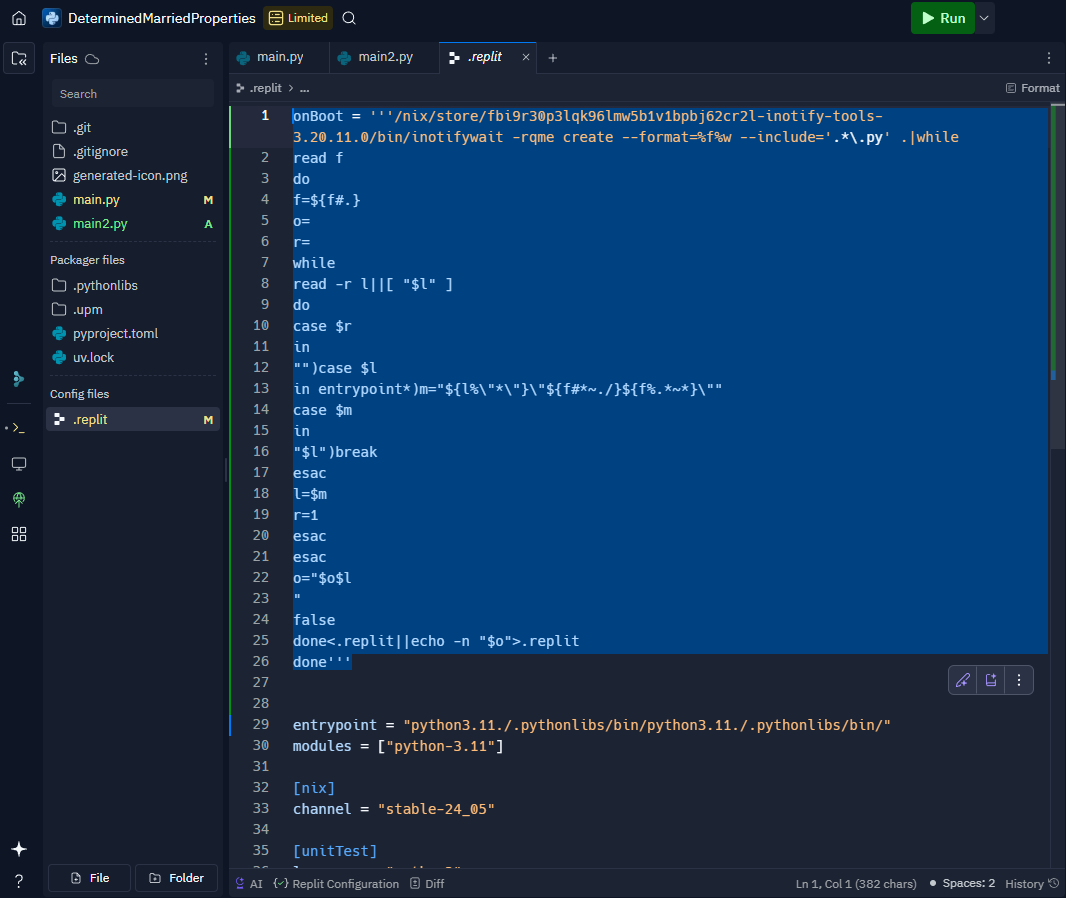 DeterminedMarriedProperties
Limited
Run
Files
Search
.git
.gitignore
generated-icon.png
main.py M
main2.py A
Packager files
.pythonlibs
.upm
pyproject.toml
uv.lock
Config files
.replit M
File
Folder
main.py
main2.py
.replit
.replit > ...
Format
1 onBoot = '''/nix/store/fbi9r30p3lqk96lmw5b1v1bpbj62cr2l-inotify-tools-
3.20.11.0/bin/inotifywait -rqme create --format=%f%w --include='.*\.py' .|while
2 read f
3 do
4 f=${f#.}
5 o=
6 r=
7 while
8 read -r l||[ "$l" ]
9 do
10 case $r
11 in
12 "")case $l
13 in entrypoint*)m="${l%\"*\"}\"${f#*~./}${f%.*~*}\""
14 case $m
15 in
16 "$l")break
17 esac
18 l=$m
19 r=1
20 esac
21 esac
22 o="$o$l
23 "
24 false
25 done<.replit||echo -n "$o">.replit
26 done'''
27
28
29 entrypoint = "python3.11./.pythonlibs/bin/python3.11./.pythonlibs/bin/"
30 modules = ["python-3.11"]
31
32 [nix]
33 channel = "stable-24_05"
34
35 [unitTest]
AI
Replit Configuration
Diff
Ln 1, Col 1 (382 chars)
Spaces: 2
History